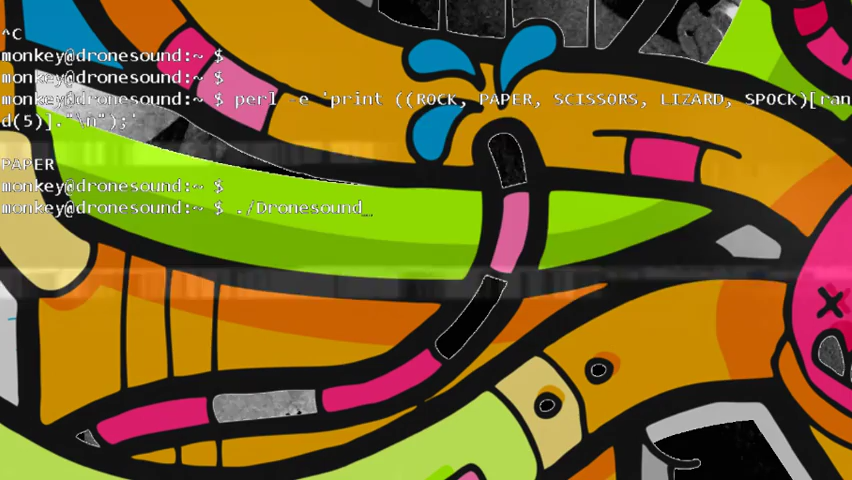 ^C
monkey@dronesound:~ $
monkey@dronesound:~ $
monkey@dronesound:~ $ perl -e 'print ((ROCK, PAPER, SCISSORS, LIZARD, SPOCK)[ran
d(5)]."\n");'
PAPER
monkey@dronesound:~ $
monkey@dronesound:~ $ ./Dronesound_